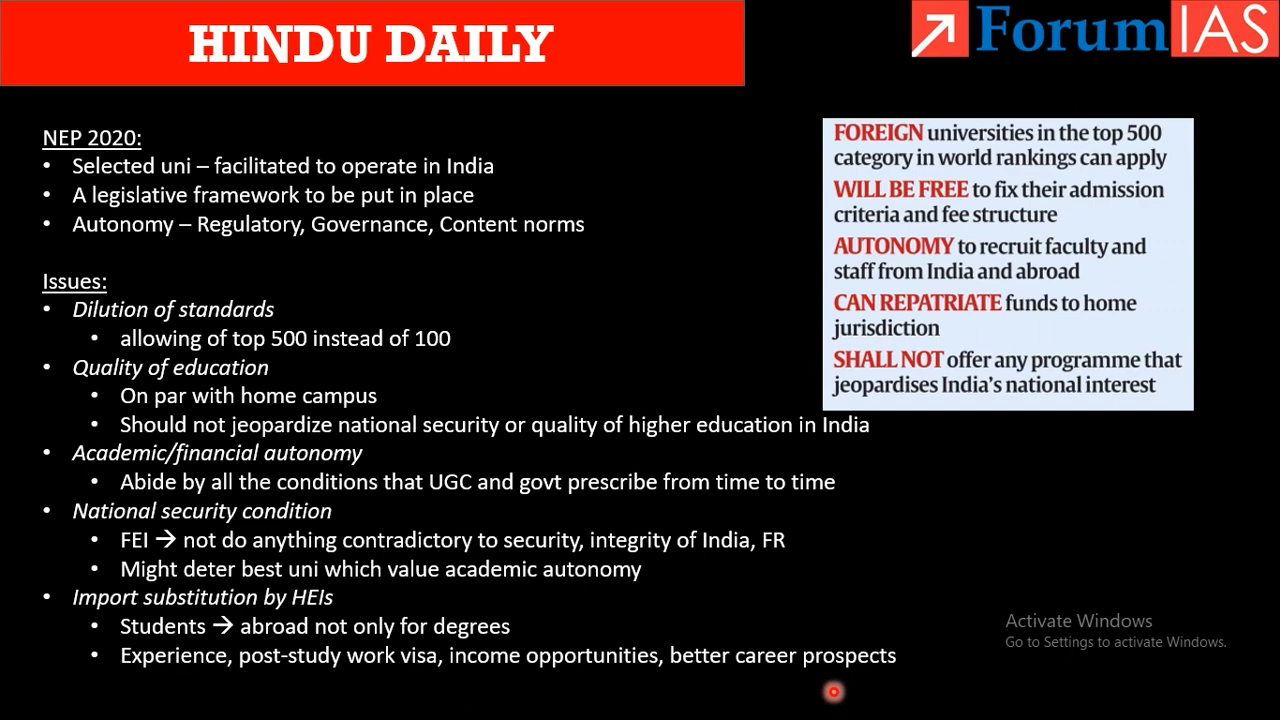 HINDU DAILY
ForumIAS
NEP 2020:
• Selected uni – facilitated to operate in India
• A legislative framework to be put in place
• Autonomy – Regulatory, Governance, Content norms
Issues:
• Dilution of standards
• allowing of top 500 instead of 100
• Quality of education
• On par with home campus
• Should not jeopardize national security or quality of higher education in India
• Academic/financial autonomy
• Abide by all the conditions that UGC and govt prescribe from time to time
• National security condition
• FEI → not do anything contradictory to security, integrity of India, FR
• Might deter best uni which value academic autonomy
• Import substitution by HEIs
• Students → abroad not only for degrees
• Experience, post-study work visa, income opportunities, better career prospects
FOREIGN universities in the top 500
category in world rankings can apply
WILL BE FREE to fix their admission
criteria and fee structure
AUTONOMY to recruit faculty and
staff from India and abroad
CAN REPATRIATE funds to home
jurisdiction
SHALL NOT offer any programme that
jeopardises India's national interest
Activate Windows
Go to Settings to activate Windows.